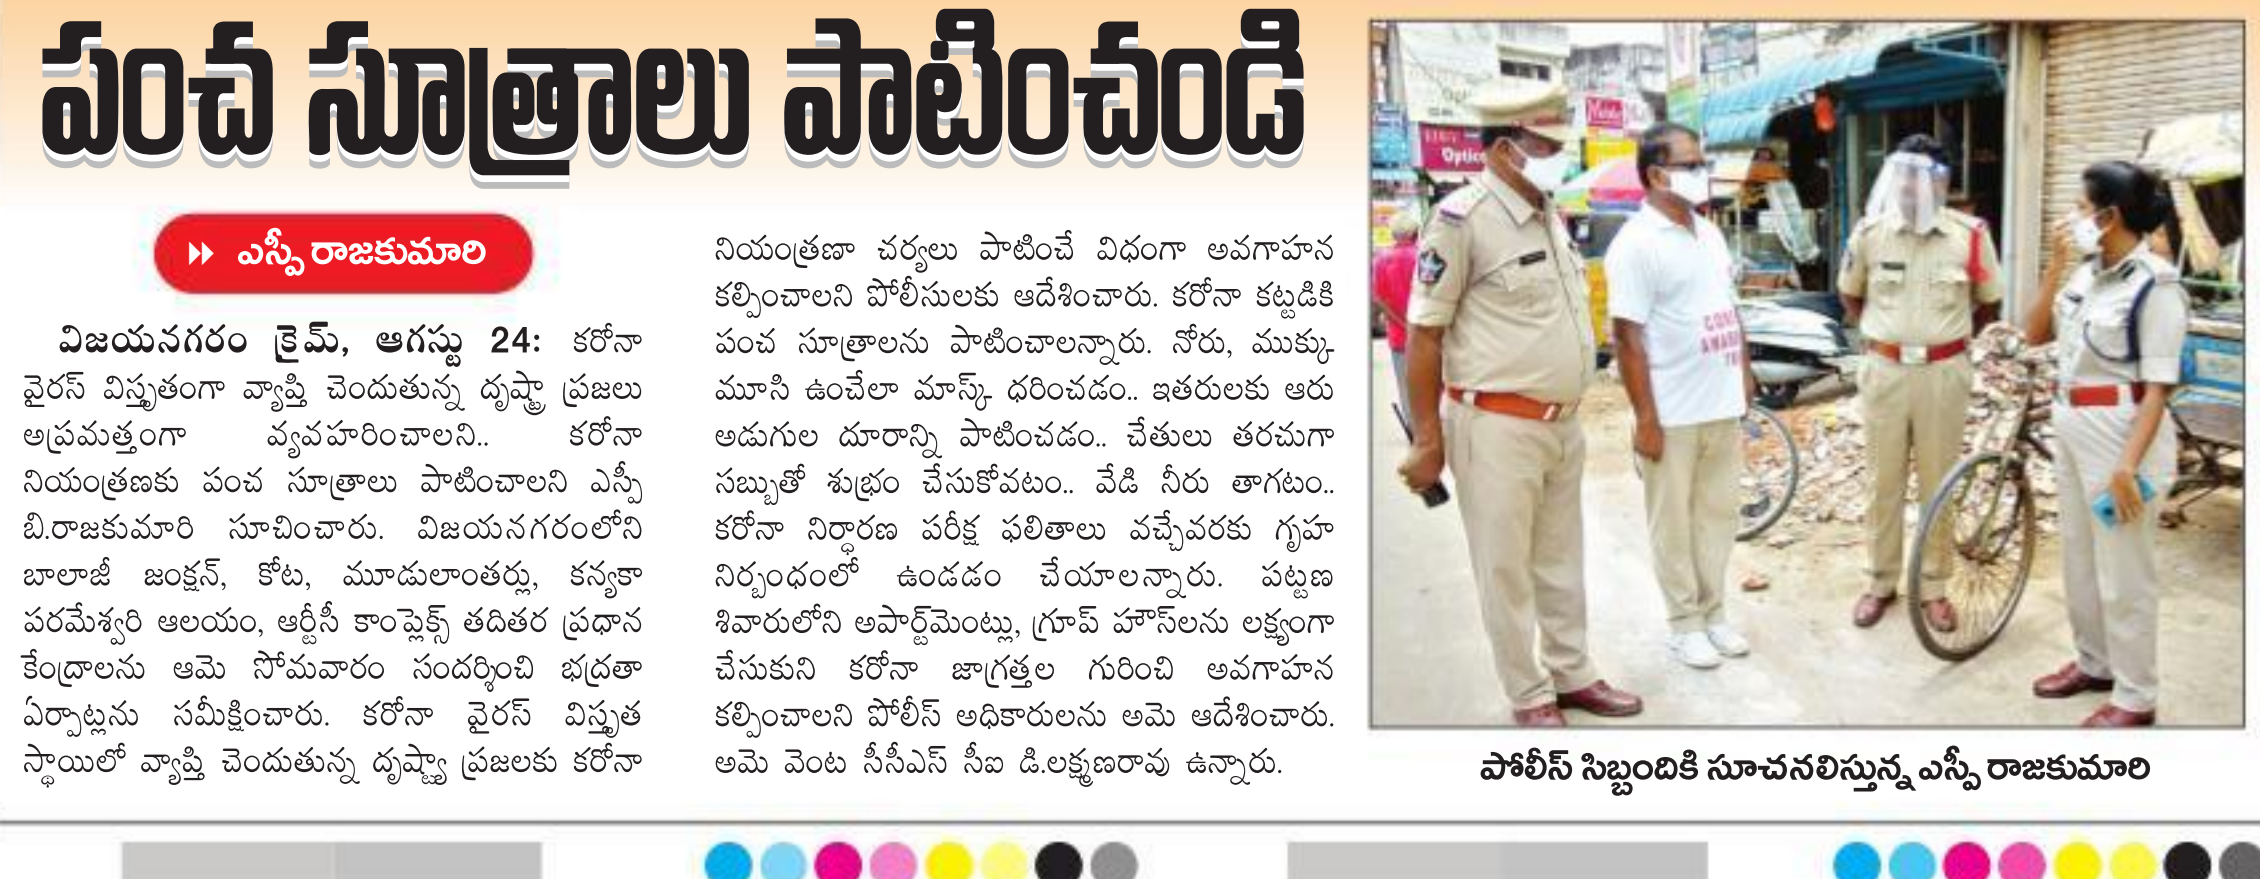 పంచ సూత్రాలు పాటించండి
ఎస్పీ రాజకుమారి
విజయనగరం క్రైమ్, ఆగస్టు 24: కరోనా
వైరస్ విస్తృతంగా వ్యాప్తి చెందుతున్న దృష్ట్రా ప్రజలు
అప్రమత్తంగా వ్యవహరించాలని.. కరోనా
నియంత్రణకు పంచ సూత్రాలు పాటించాలని ఎస్పీ
బి.రాజకుమారి సూచించారు. విజయనగరంలోని
బాలాజీ జంక్షన్, కోట, మూడులాంతర్లు, కన్యకా
పరమేశ్వరి ఆలయం, ఆర్టీసీ కాంప్లెక్స్ తదితర ప్రధాన
కేంద్రాలను ఆమె సోమవారం సందర్శించి భద్రతా
ఏర్పాట్లను సమీక్షించారు. కరోనా వైరస్ విస్తృత
స్థాయిలో వ్యాప్తి చెందుతున్న దృష్ట్యా ప్రజలకు కరోనా
నియంత్రణా చర్యలు పాటించే విధంగా అవగాహన
కల్పించాలని పోలీసులకు ఆదేశించారు. కరోనా కట్టడికి
పంచ సూత్రాలను పాటించాలన్నారు. నోరు, ముక్కు
మూసి ఉంచేలా మాస్క్ ధరించడం.. ఇతరులకు ఆరు
అడుగుల దూరాన్ని పాటించడం.. చేతులు తరచుగా
సబ్బుతో శుభ్రం చేసుకోవటం.. వేడి నీరు తాగటం..
కరోనా నిర్ధారణ పరీక్ష ఫలితాలు వచ్చేవరకు గృహ
నిర్బంధంలో ఉండడం చేయాలన్నారు. పట్టణ
శివారులోని అపార్ట్‌మెంట్లు, గ్రూప్ హౌస్‌లను లక్ష్యంగా
చేసుకుని కరోనా జాగ్రత్తల గురించి అవగాహన
కల్పించాలని పోలీస్ అధికారులను అమె ఆదేశించారు.
అమె వెంట సీసీఎస్ సీఐ డి.లక్ష్మణరావు ఉన్నారు.
పోలీస్ సిబ్బందికి సూచనలిస్తున్న ఎస్పీ రాజకుమారి